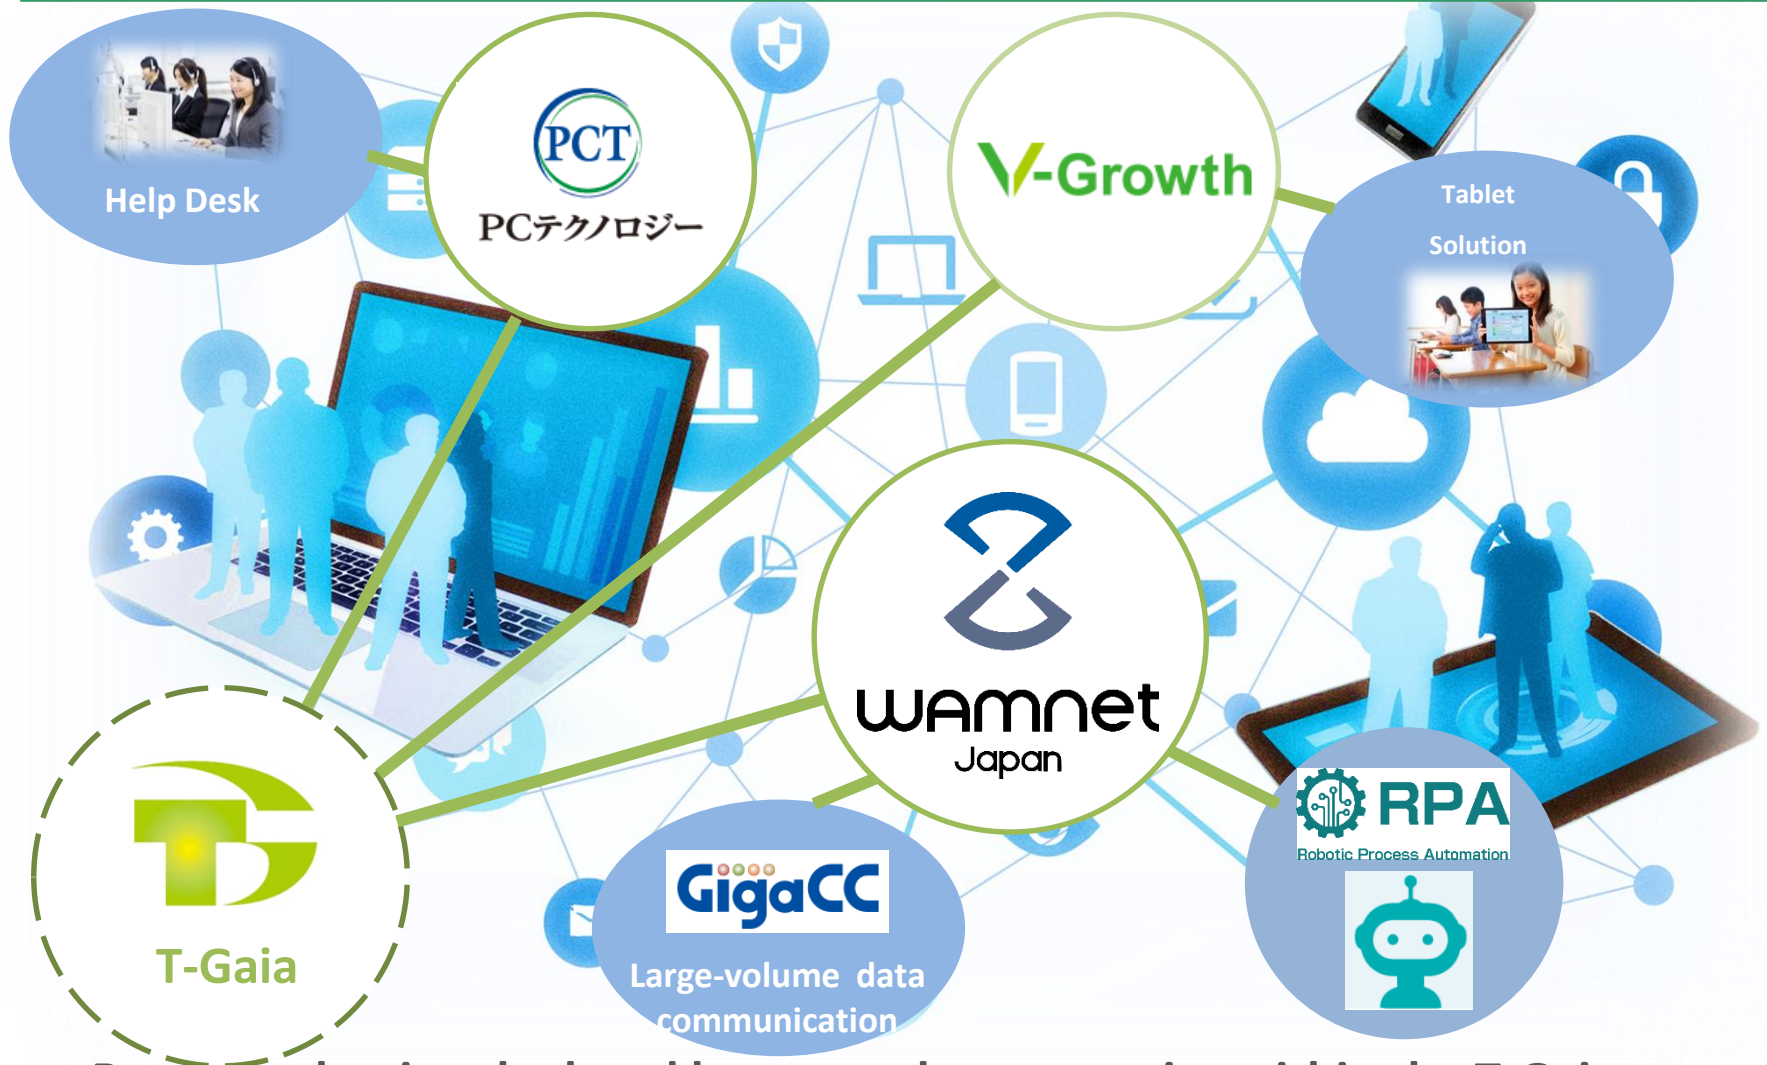 Help Desk
PCT
PCテクノロジー
V-Growth
Tablet
Solution
wamnet
Japan
RPA
Robotic Process Automation
GigaCC
Large-volume data
communication
T-Gaia